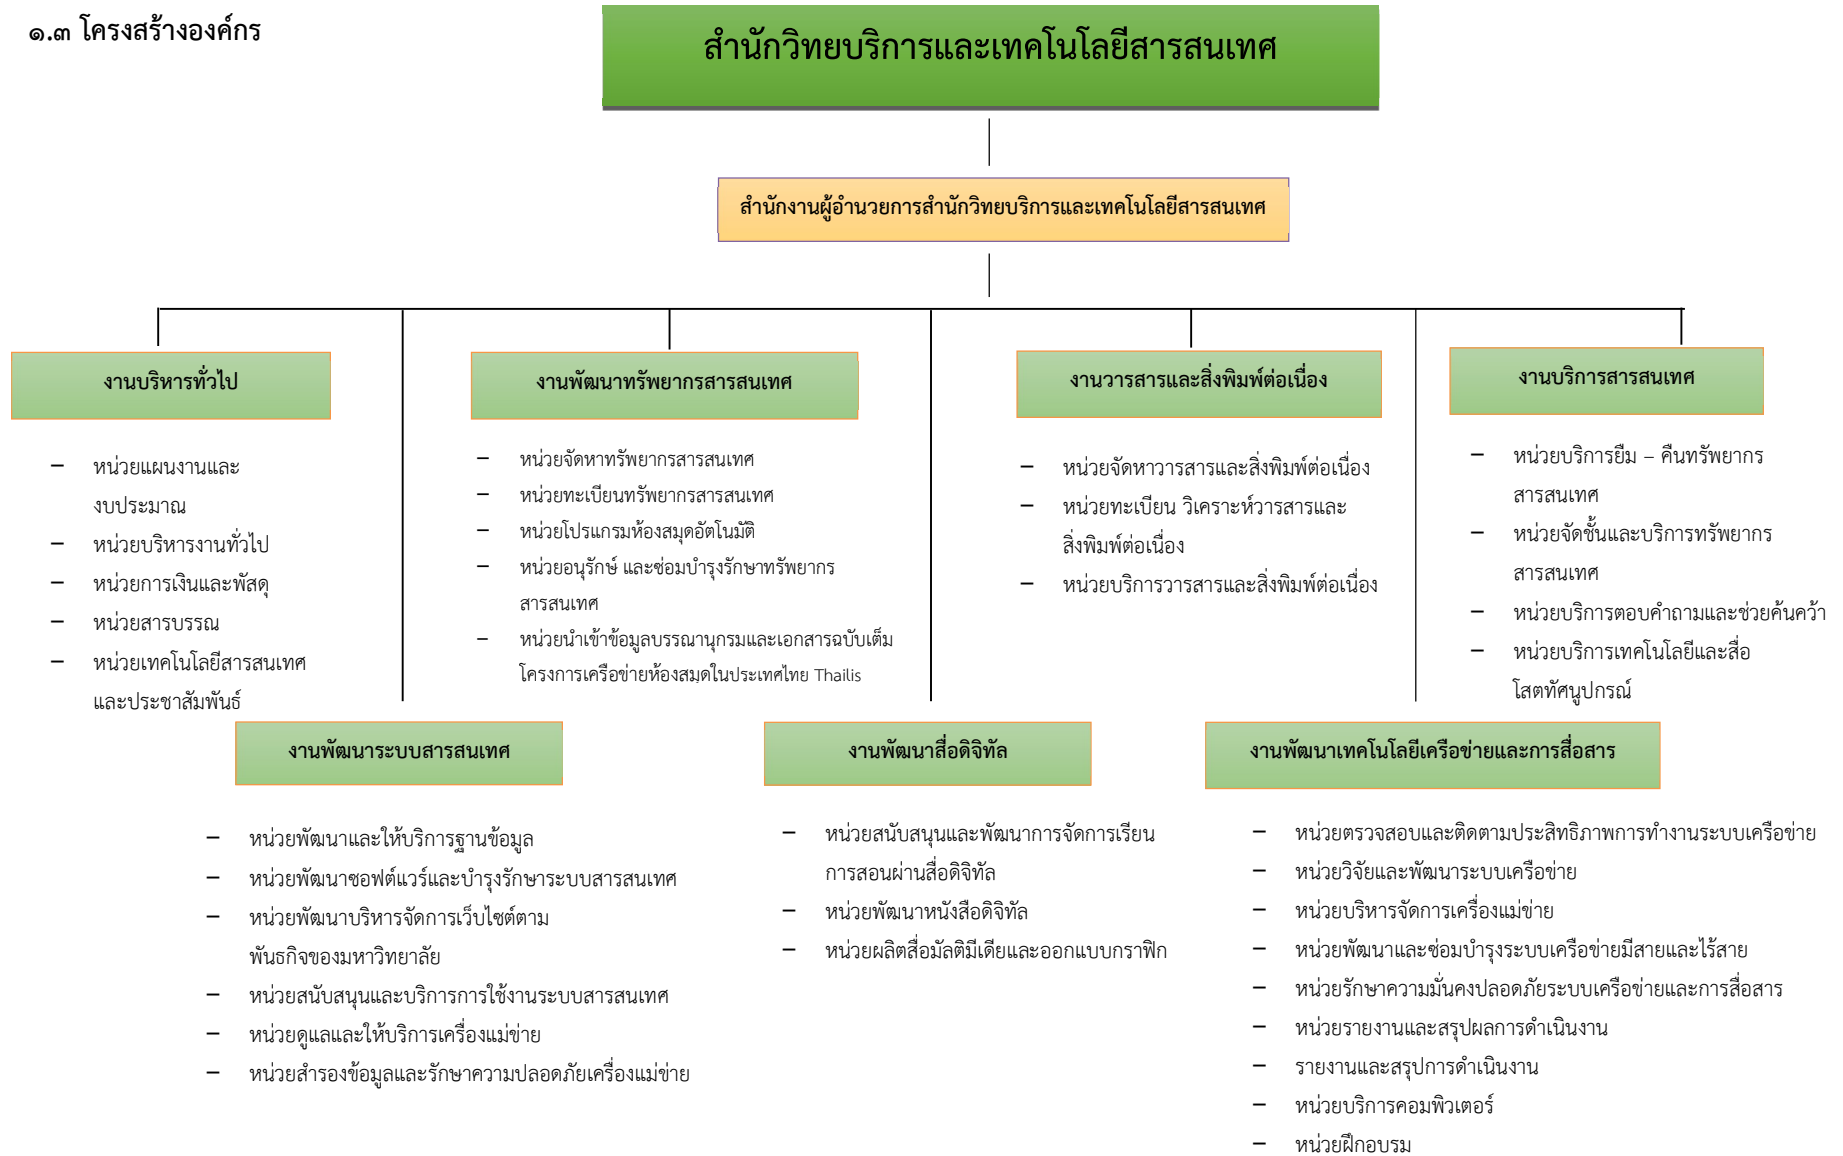 ๑.๓ โครงสร้างองค์กร
สำนักวิทยบริการและเทคโนโลยีสารสนเทศ
สำนักงานผู้อำนวยการสำนักวิทยบริการและเทคโนโลยีสารสนเทศ
งานบริหารทั่วไป
– หน่วยแผนงานและ
งบประมาณ
– หน่วยบริหารงานทั่วไป
– หน่วยการเงินและพัสดุ
– หน่วยสารบรรณ
– หน่วยเทคโนโลยีสารสนเทศ
และประชาสัมพันธ์
งานพัฒนาทรัพยากรสารสนเทศ
– หน่วยจัดหาทรัพยากรสารสนเทศ
– หน่วยทะเบียนทรัพยากรสารสนเทศ
– หน่วยโปรแกรมห้องสมุดอัตโนมัติ
– หน่วยอนุรักษ์ และซ่อมบำรุงรักษาทรัพยากร
สารสนเทศ
– หน่วยนำเข้าข้อมูลบรรณานุกรมและเอกสารฉบับเต็ม
โครงการเครือข่ายห้องสมุดในประเทศไทย Thailis
งานวารสารและสิ่งพิมพ์ต่อเนื่อง
– หน่วยจัดหาวารสารและสิ่งพิมพ์ต่อเนื่อง
– หน่วยทะเบียน วิเคราะห์วารสารและ
สิ่งพิมพ์ต่อเนื่อง
– หน่วยบริการวารสารและสิ่งพิมพ์ต่อเนื่อง
งานบริการสารสนเทศ
– หน่วยบริการยืม – คืนทรัพยากร
สารสนเทศ
– หน่วยจัดชั้นและบริการทรัพยากร
สารสนเทศ
– หน่วยบริการตอบคำถามและช่วยค้นคว้า
– หน่วยบริการเทคโนโลยีและสื่อ
โสตทัศนูปกรณ์
งานพัฒนาระบบสารสนเทศ
– หน่วยพัฒนาและให้บริการฐานข้อมูล
– หน่วยพัฒนาซอฟต์แวร์และบำรุงรักษาระบบสารสนเทศ
– หน่วยพัฒนาบริหารจัดการเว็บไซต์ตาม
พันธกิจของมหาวิทยาลัย
– หน่วยสนับสนุนและบริการการใช้งานระบบสารสนเทศ
– หน่วยดูแลและให้บริการเครื่องแม่ข่าย
– หน่วยสำรองข้อมูลและรักษาความปลอดภัยเครื่องแม่ข่าย
งานพัฒนาสื่อดิจิทัล
– หน่วยสนับสนุนและพัฒนาการจัดการเรียน
การสอนผ่านสื่อดิจิทัล
– หน่วยพัฒนาหนังสือดิจิทัล
– หน่วยผลิตสื่อมัลติมีเดียและออกแบบกราฟิก
งานพัฒนาเทคโนโลยีเครือข่ายและการสื่อสาร
– หน่วยตรวจสอบและติดตามประสิทธิภาพการทำงานระบบเครือข่าย
– หน่วยวิจัยและพัฒนาระบบเครือข่าย
– หน่วยบริหารจัดการเครื่องแม่ข่าย
– หน่วยพัฒนาและซ่อมบำรุงระบบเครือข่ายมีสายและไร้สาย
– หน่วยรักษาความมั่นคงปลอดภัยระบบเครือข่ายและการสื่อสาร
– หน่วยรายงานและสรุปผลการดำเนินงาน
– รายงานและสรุปการดำเนินงาน
– หน่วยบริการคอมพิวเตอร์
– หน่วยฝึกอบรม